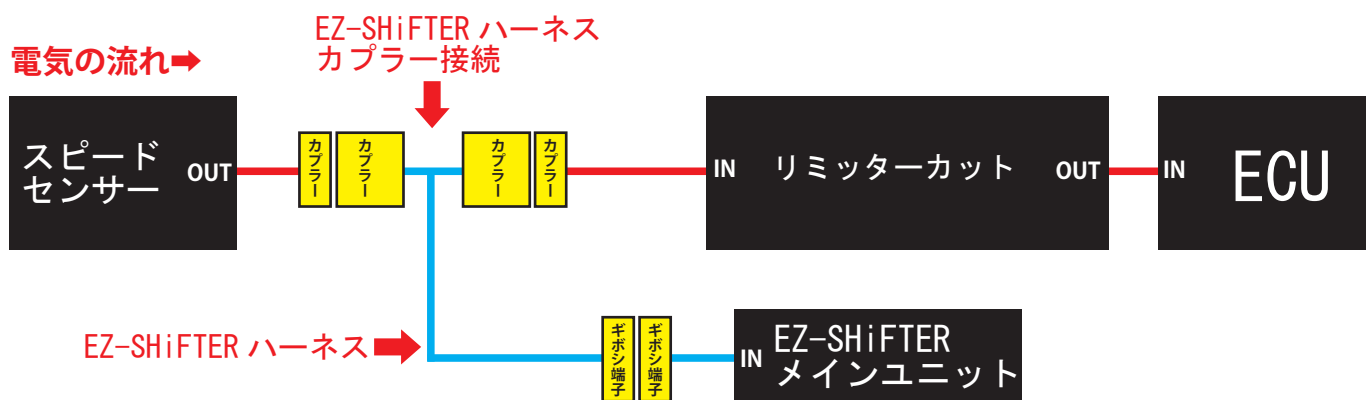 EZ-SHiFTER ハーネス
カプラー接続
電気の流れ➡
スピード
センサー
OUT
カプラー
カプラー
カプラー
カプラー
IN
リミッターカット
OUT
IN
ECU
EZ-SHiFTER ハーネス
ギボシ端子
ギボシ端子
IN
EZ-SHiFTER
メインユニット